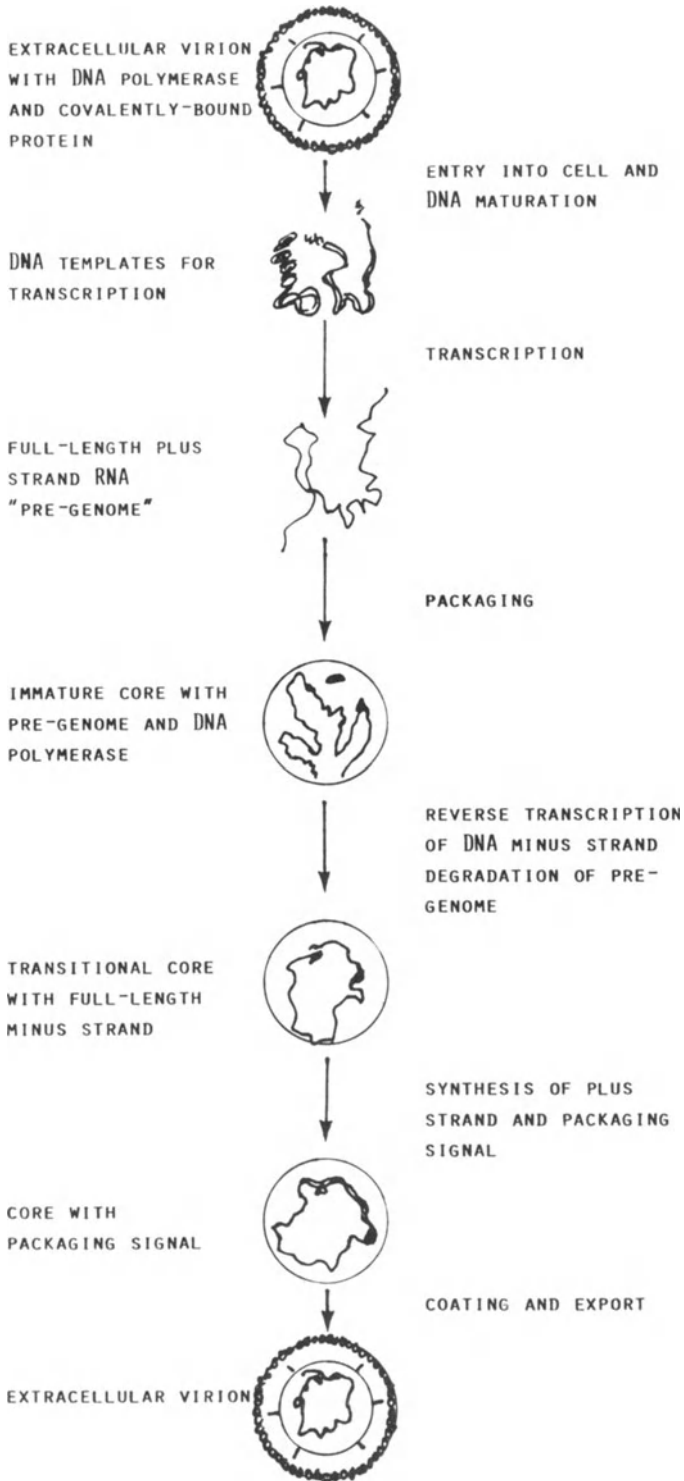 EXTRACELLULAR VIRION
WITH DNA POLYMERASE
AND COVALENTLY-BOUND
PROTEIN
ENTRY INTO CELL AND
DNA MATURATION
DNA TEMPLATES FOR
TRANSCRIPTION
TRANSCRIPTION
FULL-LENGTH PLUS
STRAND RNA
"PRE-GENOME"
PACKAGING
IMMATURE CORE WITH
PRE-GENOME AND DNA
POLYMERASE
REVERSE TRANSCRIPTION
OF DNA MINUS STRAND
DEGRADATION OF PRE-
GENOME
TRANSITIONAL CORE
WITH FULL-LENGTH
MINUS STRAND
SYNTHESIS OF PLUS
STRAND AND PACKAGING
SIGNAL
CORE WITH
PACKAGING SIGNAL
COATING AND EXPORT
EXTRACELLULAR VIRION